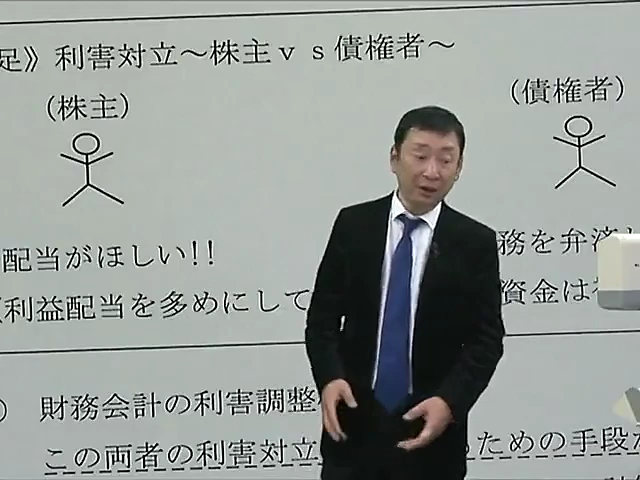 足》利害対立～株主ｖｓ債権者～
（株主）
（債権者）
配当がほしい!!
務を弁済
（利益配当を多めにして
資金は
） 財務会計の利害調整
この両者の利害対立
ための手段